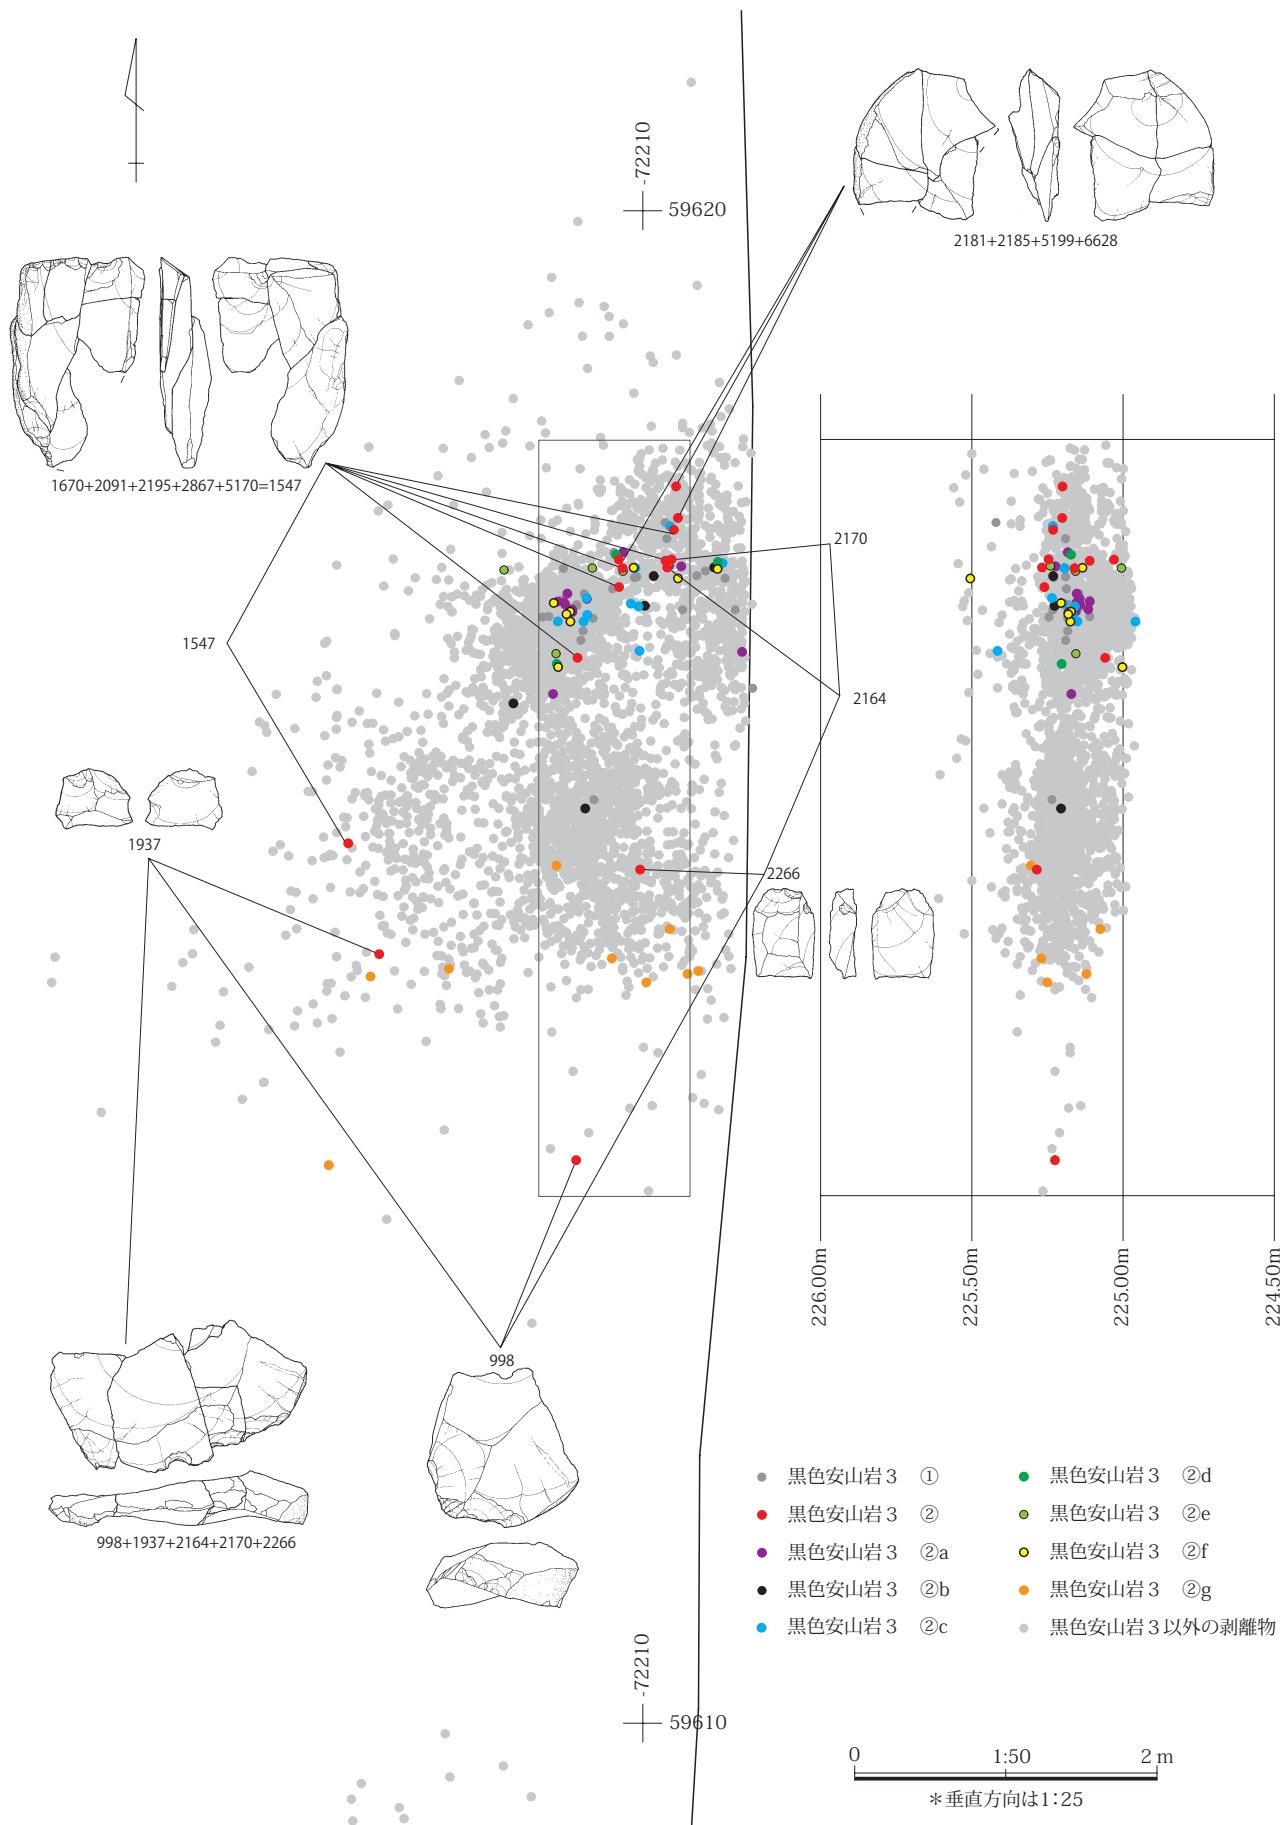 -72210
59620
2181+2185+5199+6628
1670+2091+2195+2867+5170=1547
2170
1547
2164
1937
2266
226.00m
225.50m
225.00m
224.50m
998
998+1937+2164+2170+2266
黒色安山岩3 ①
黒色安山岩3 ②
黒色安山岩3 ②a
黒色安山岩3 ②b
黒色安山岩3 ②c
黒色安山岩3 ②d
黒色安山岩3 ②e
黒色安山岩3 ②f
黒色安山岩3 ②g
黒色安山岩3以外の剥離物
-72210
59610
0 1:50 2 m
＊垂直方向は1:25